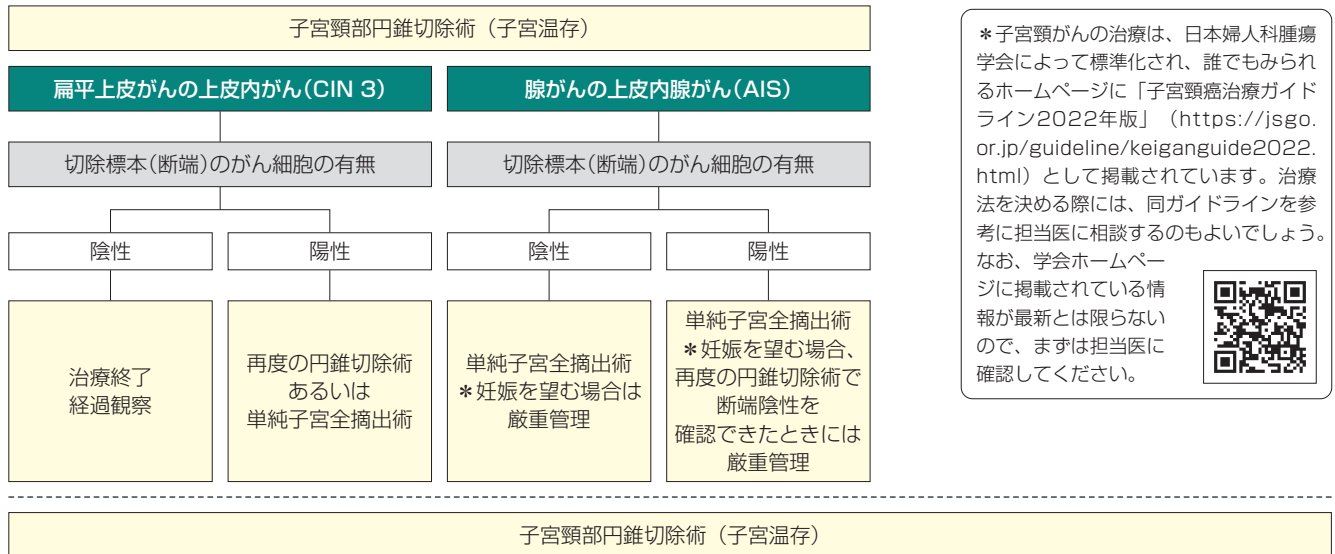 子宮頸部円錐切除術（子宮温存）
扁平上皮がんの上皮内がん（CIN 3）
腺がんの上皮内腺がん（AIS）
切除標本（断端）のがん細胞の有無
切除標本（断端）のがん細胞の有無
陰性
陽性
陰性
陽性
治療終了
経過観察
再度の円錐切除術
あるいは
単純子宮全摘出術
単純子宮全摘出術
＊妊娠を望む場合は
厳重管理
単純子宮全摘出術
＊妊娠を望む場合、
再度の円錐切除術で
断端陰性を
確認できたときには
厳重管理
＊子宮頸がんの治療は、日本婦人科腫瘍
学会によって標準化され、誰でもみられ
るホームページに「子宮頸癌治療ガイド
ライン2022年版」（https://jsgo.
or.jp/guideline/keiganguide2022.
html）として掲載されています。治療
法を決める際には、同ガイドラインを参
考に担当医に相談するのもよいでしょう。
なお、学会ホームペー
ジに掲載されている情
報が最新とは限らない
ので、まずは担当医に
確認してください。
子宮頸部円錐切除術（子宮温存）